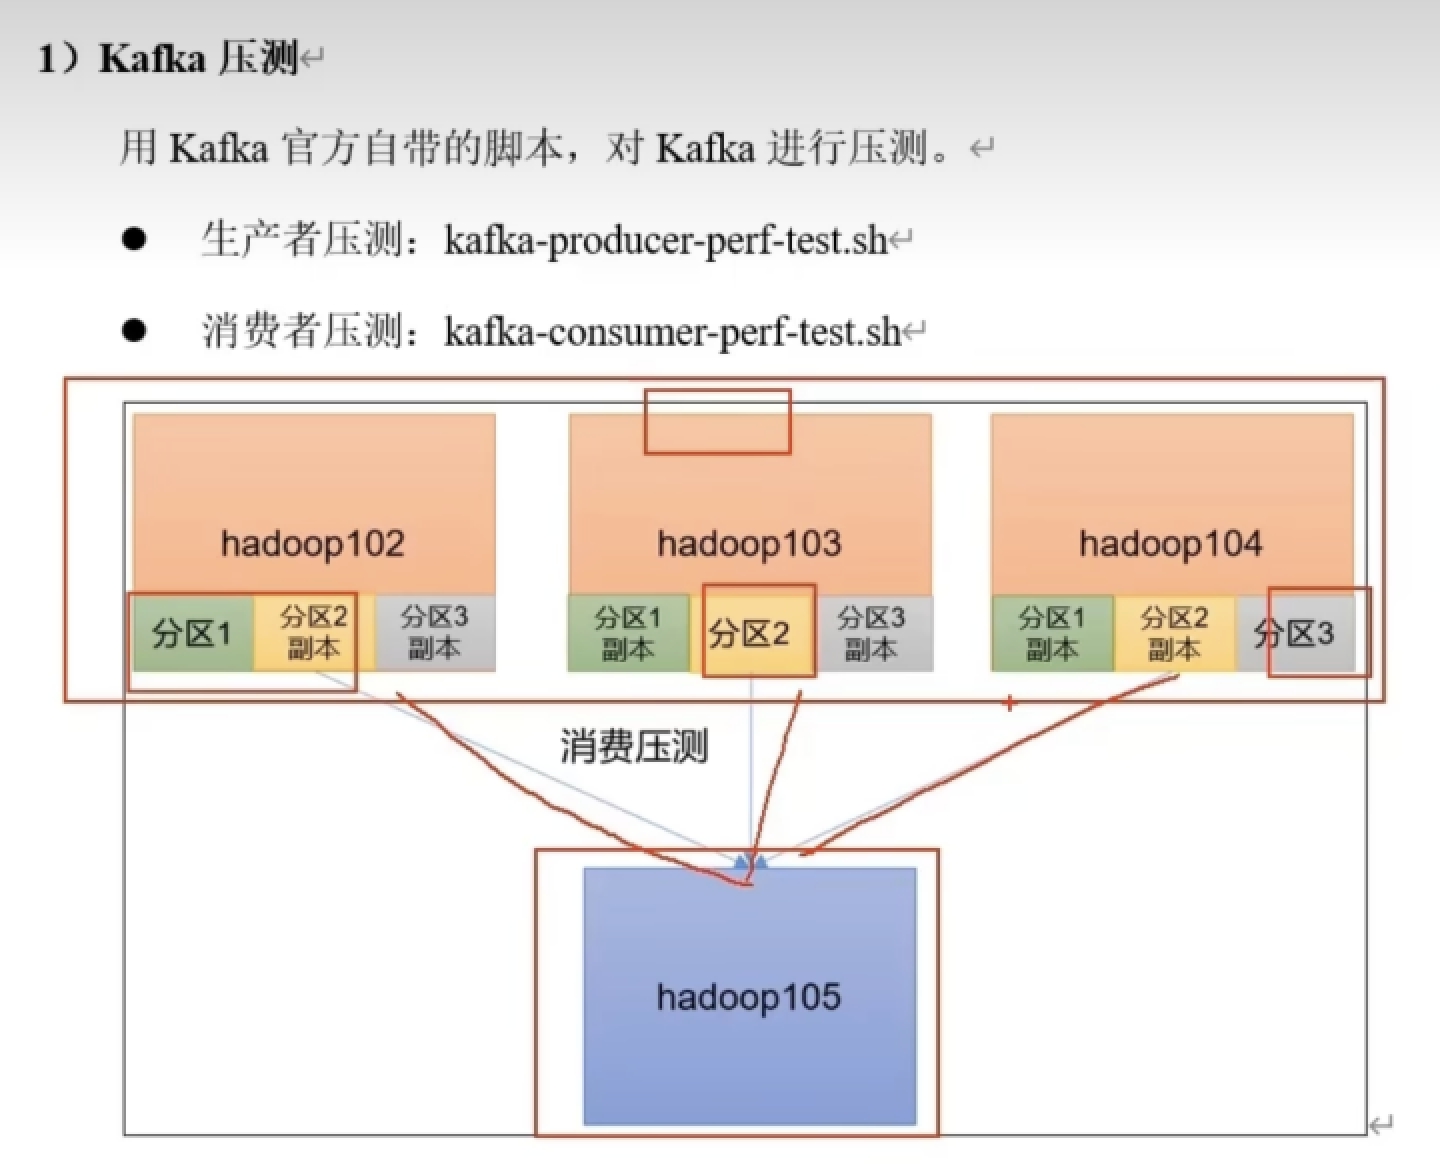 1）Kafka 压测↵
用 Kafka 官方自带的脚本，对 Kafka 进行压测。↵
● 生产者压测：kafka-producer-perf-test.sh↵
● 消费者压测：kafka-consumer-perf-test.sh↵
hadoop102
hadoop103
hadoop104
分区1
分区2
副本
分区3
副本
分区1
副本
分区2
分区3
副本
分区1
副本
分区2
副本
分区3
消费压测
hadoop105
↵